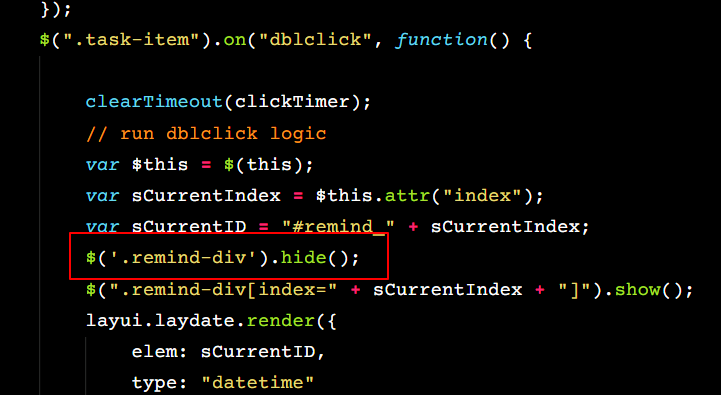 });
$(".task-item").on("dblclick", function() {
clearTimeout(clickTimer);
// run dblclick logic
var $this = $(this);
var sCurrentIndex = $this.attr("index");
var sCurrentID = "#remind_" + sCurrentIndex;
$('.remind-div').hide();
$(".remind-div[index=" + sCurrentIndex + "]").show();
layui.laydate.render({
elem: sCurrentID,
type: "datetime"